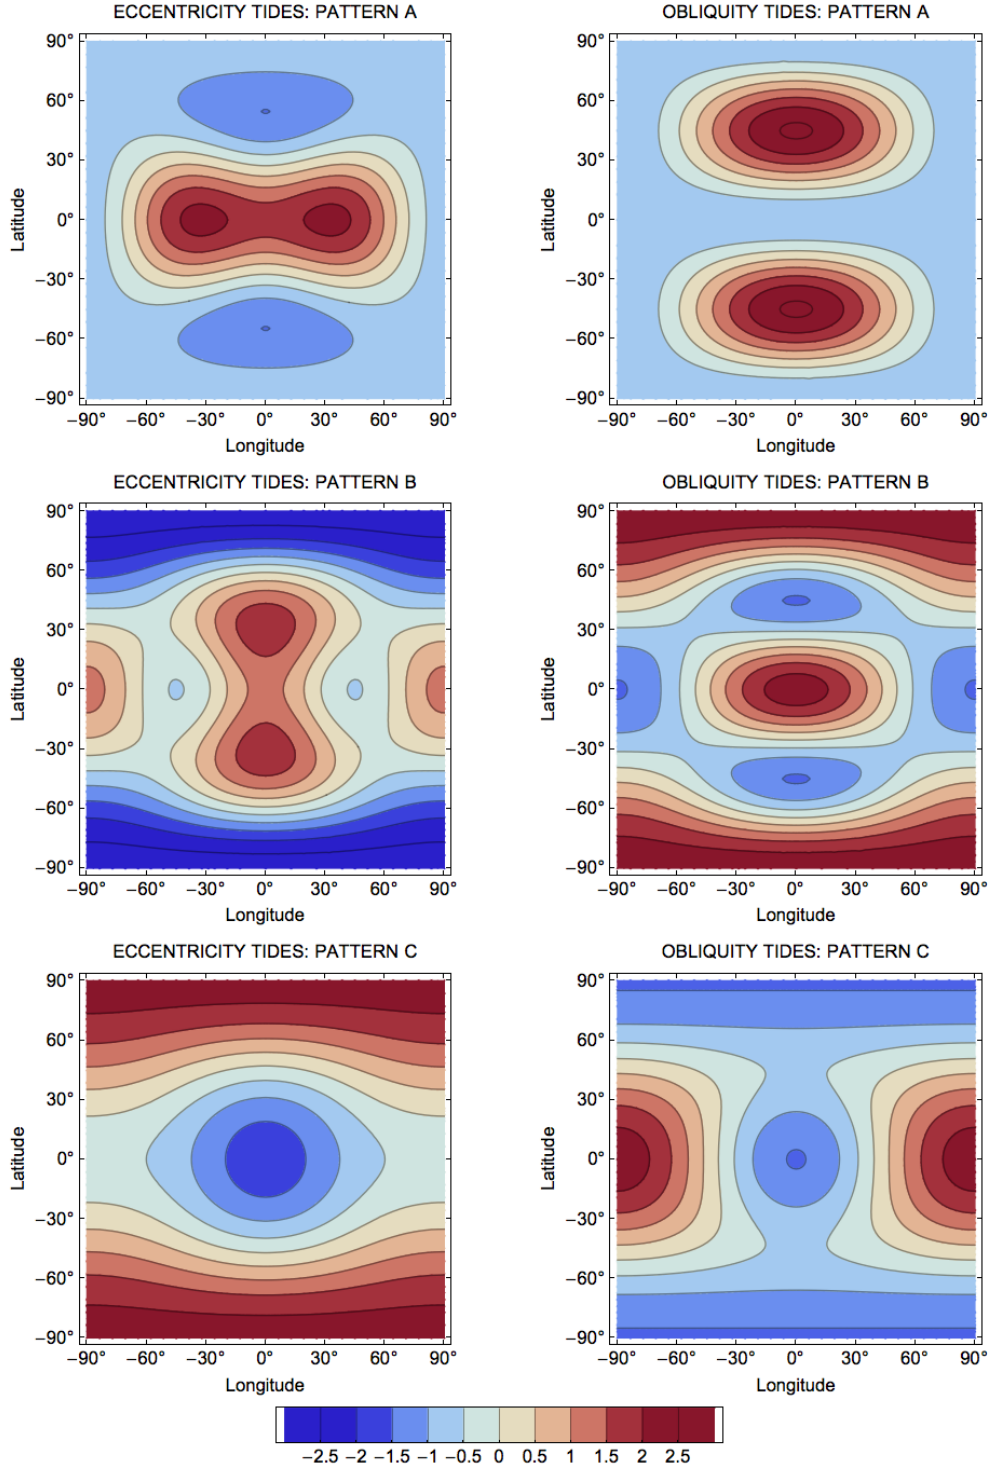 ECCENTRICITY TIDES: PATTERN A
OBLIQUITY TIDES: PATTERN A
90°
60°
30°
0°
−30°
−60°
−90°
Latitude
−90° −60° −30° 0° 30° 60° 90°
Longitude
90°
60°
30°
0°
−30°
−60°
−90°
Latitude
−90° −60° −30° 0° 30° 60° 90°
Longitude
ECCENTRICITY TIDES: PATTERN B
OBLIQUITY TIDES: PATTERN B
90°
60°
30°
0°
−30°
−60°
−90°
Latitude
−90° −60° −30° 0° 30° 60° 90°
Longitude
90°
60°
30°
0°
−30°
−60°
−90°
Latitude
−90° −60° −30° 0° 30° 60° 90°
Longitude
ECCENTRICITY TIDES: PATTERN C
OBLIQUITY TIDES: PATTERN C
90°
60°
30°
0°
−30°
−60°
−90°
Latitude
−90° −60° −30° 0° 30° 60° 90°
Longitude
90°
60°
30°
0°
−30°
−60°
−90°
Latitude
−90° −60° −30° 0° 30° 60° 90°
Longitude
−2.5 −2 −1.5 −1 −0.5 0 0.5 1 1.5 2 2.5